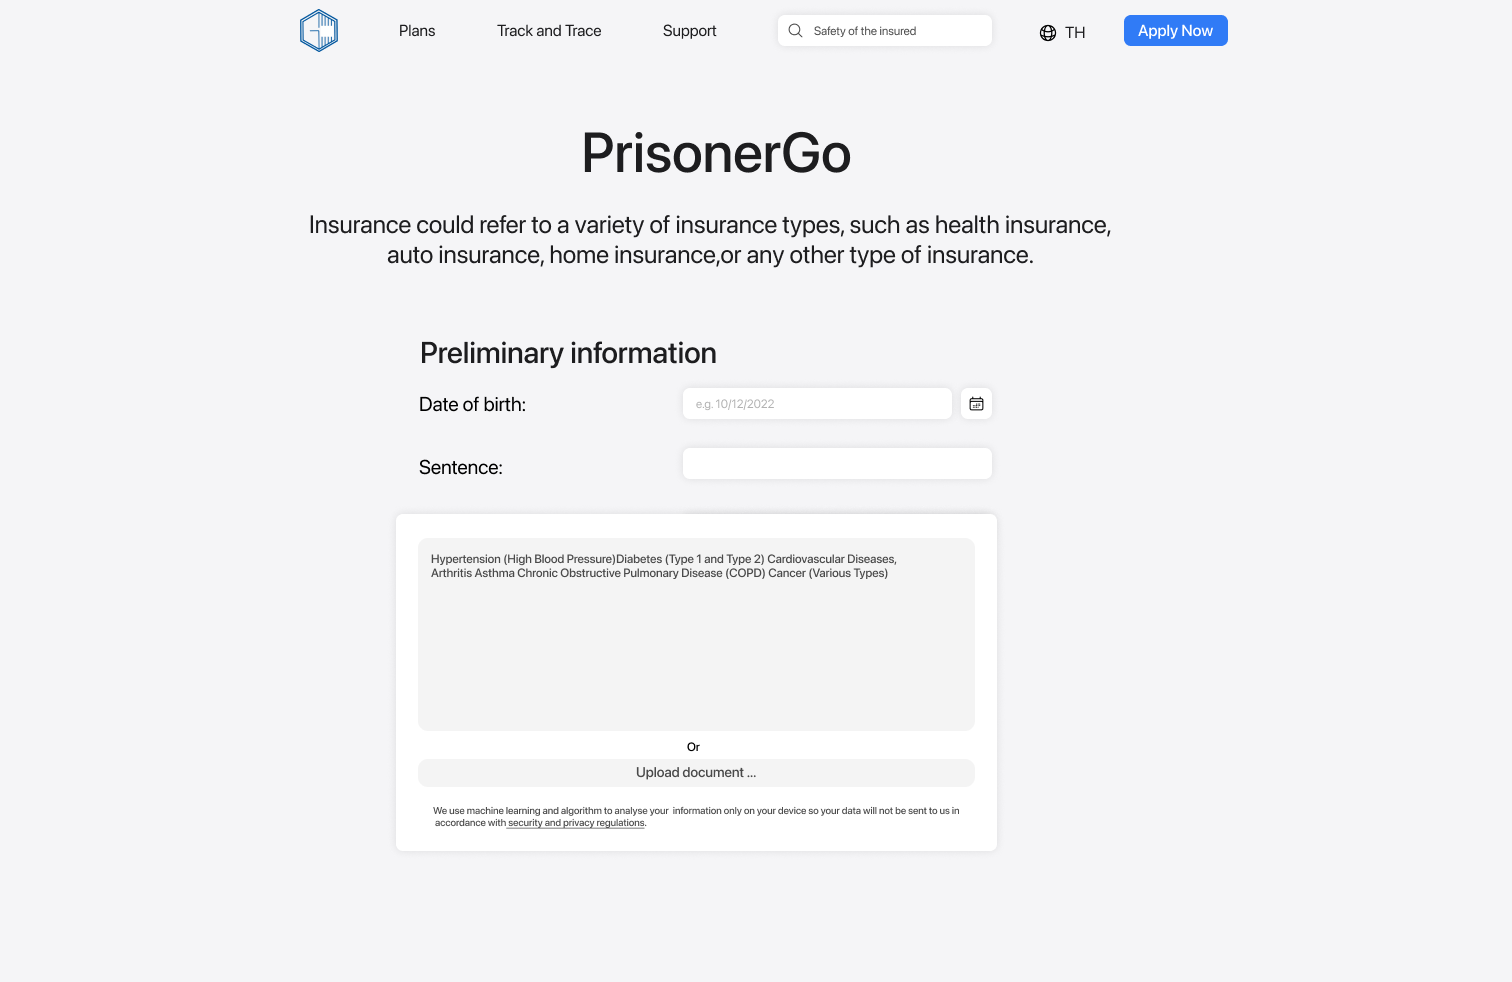 Plans
Track and Trace
Support
Safety of the insured
TH
Apply Now
PrisonerGo
Insurance could refer to a variety of insurance types, such as health insurance,
auto insurance, home insurance,or any other type of insurance.
Preliminary information
Date of birth:
e.g. 10/12/2022
Sentence:
Hypertension (High Blood Pressure)Diabetes (Type 1 and Type 2) Cardiovascular Diseases,
Arthritis Asthma Chronic Obstructive Pulmonary Disease (COPD) Cancer (Various Types)
Or
Upload document ...
We use machine learning and algorithm to analyse your information only on your device so your data will not be sent to us in
accordance with security and privacy regulations.